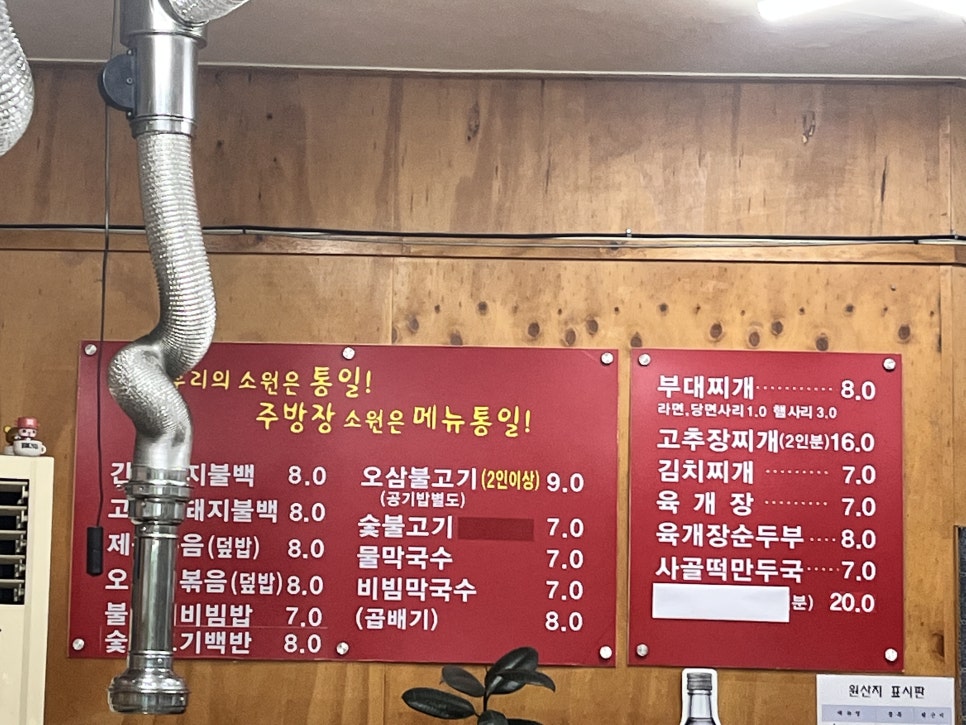 우리의 소원은 통일!
주방장 소원은 메뉴통일!
지불백 8.0
돼지불백 8.0
(덮밥) 8.0
볶음(덮밥) 8.0
비빔밥 7.0
기백반 8.0
오삼불고기(2인이상) 9.0
(공기밥별도)
숯불고기 7.0
물막국수 7.0
비빔막국수 7.0
(곱배기) 8.0
부대찌개 8.0
라면, 당면사리 1.0 햄사리 3.0
고추장찌개(2인분) 16.0
김치찌개 7.0
육개장 7.0
육개장순두부 8.0
사골떡만두국 7.0
분) 20.0
원산지 표시판